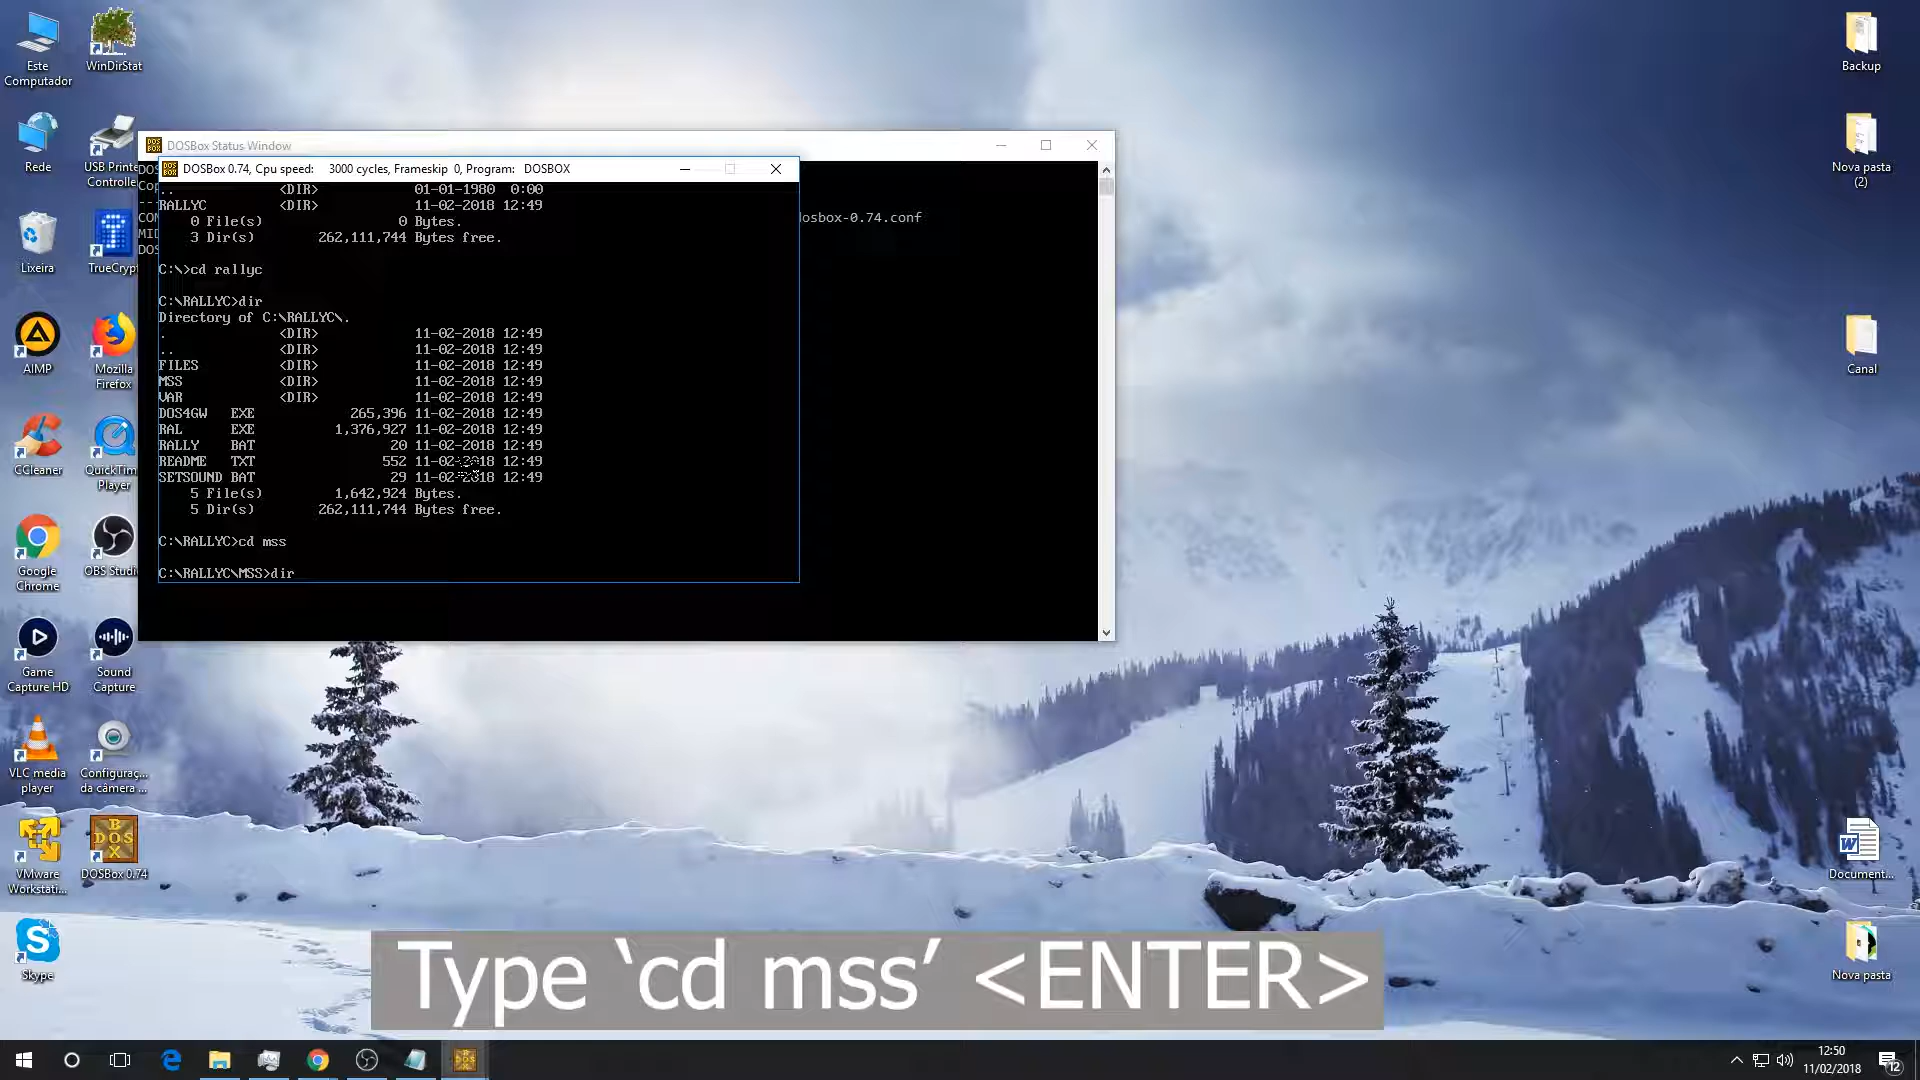 Este
Computador
WinDirStat
Rede
USB Printe
Controlle
Lixeira
TrueCryp
AIMP
Mozilla
Firefox
CCleaner
QuickTim
Player
Google
Chrome
OBS Studi
Game
Capture HD
Sound
Capture
VLC media
player
Configuraç...
da câmera ...
VMware
Workstati...
DOSBox 0.74
Skype
DOSBox Status Window
DOSBox 0.74, Cpu speed: 3000 cycles, Frameskip 0, Program: DOSBOX
dosbox-0.74.conf
.. <DIR> 01-01-1980 0:00
RALLYC <DIR> 11-02-2018 12:49
0 File(s) 0 Bytes.
3 Dir(s) 262,111,744 Bytes free.
C:\>cd rallyc
C:\RALLYC>dir
Directory of C:\RALLYC\.
. <DIR> 11-02-2018 12:49
.. <DIR> 11-02-2018 12:49
FILES <DIR> 11-02-2018 12:49
MSS <DIR> 11-02-2018 12:49
VAR <DIR> 11-02-2018 12:49
DOS4GW EXE 265,396 11-02-2018 12:49
RAL EXE 1,376,927 11-02-2018 12:49
RALLY BAT 20 11-02-2018 12:49
README TXT 552 11-02-2018 12:49
SETSOUND BAT 29 11-02-2018 12:49
5 File(s) 1,642,924 Bytes.
5 Dir(s) 262,111,744 Bytes free.
C:\RALLYC>cd mss
C:\RALLYC\MSS>dir
Backup
Nova pasta
(2)
Canal
Document...
Nova pasta
Type ‘cd mss’ <ENTER>
12:50
11/02/2018
12